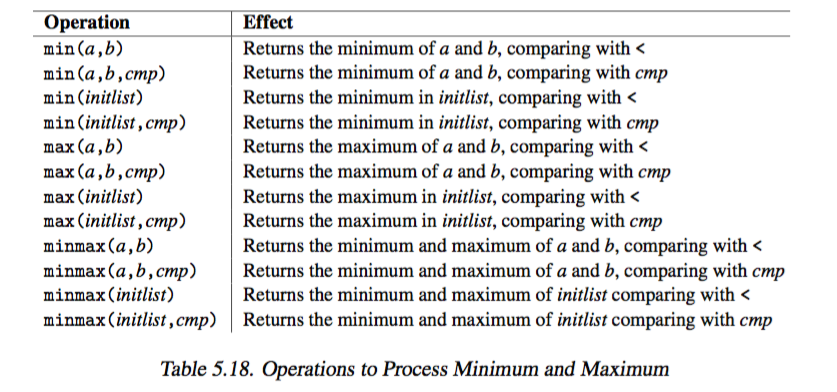 Operation Effect
min(a,b) Returns the minimum of a and b, comparing with <
min(a,b,cmp) Returns the minimum of a and b, comparing with cmp
min(initlist) Returns the minimum in initlist, comparing with <
min(initlist,cmp) Returns the minimum in initlist, comparing with cmp
max(a,b) Returns the maximum of a and b, comparing with <
max(a,b,cmp) Returns the maximum of a and b, comparing with cmp
max(initlist) Returns the maximum in initlist, comparing with <
max(initlist,cmp) Returns the maximum in initlist, comparing with cmp
minmax(a,b) Returns the minimum and maximum of a and b, comparing with <
minmax(a,b,cmp) Returns the minimum and maximum of a and b, comparing with cmp
minmax(initlist) Returns the minimum and maximum of initlist comparing with <
minmax(initlist,cmp) Returns the minimum and maximum of initlist comparing with cmp
Table 5.18. Operations to Process Minimum and Maximum